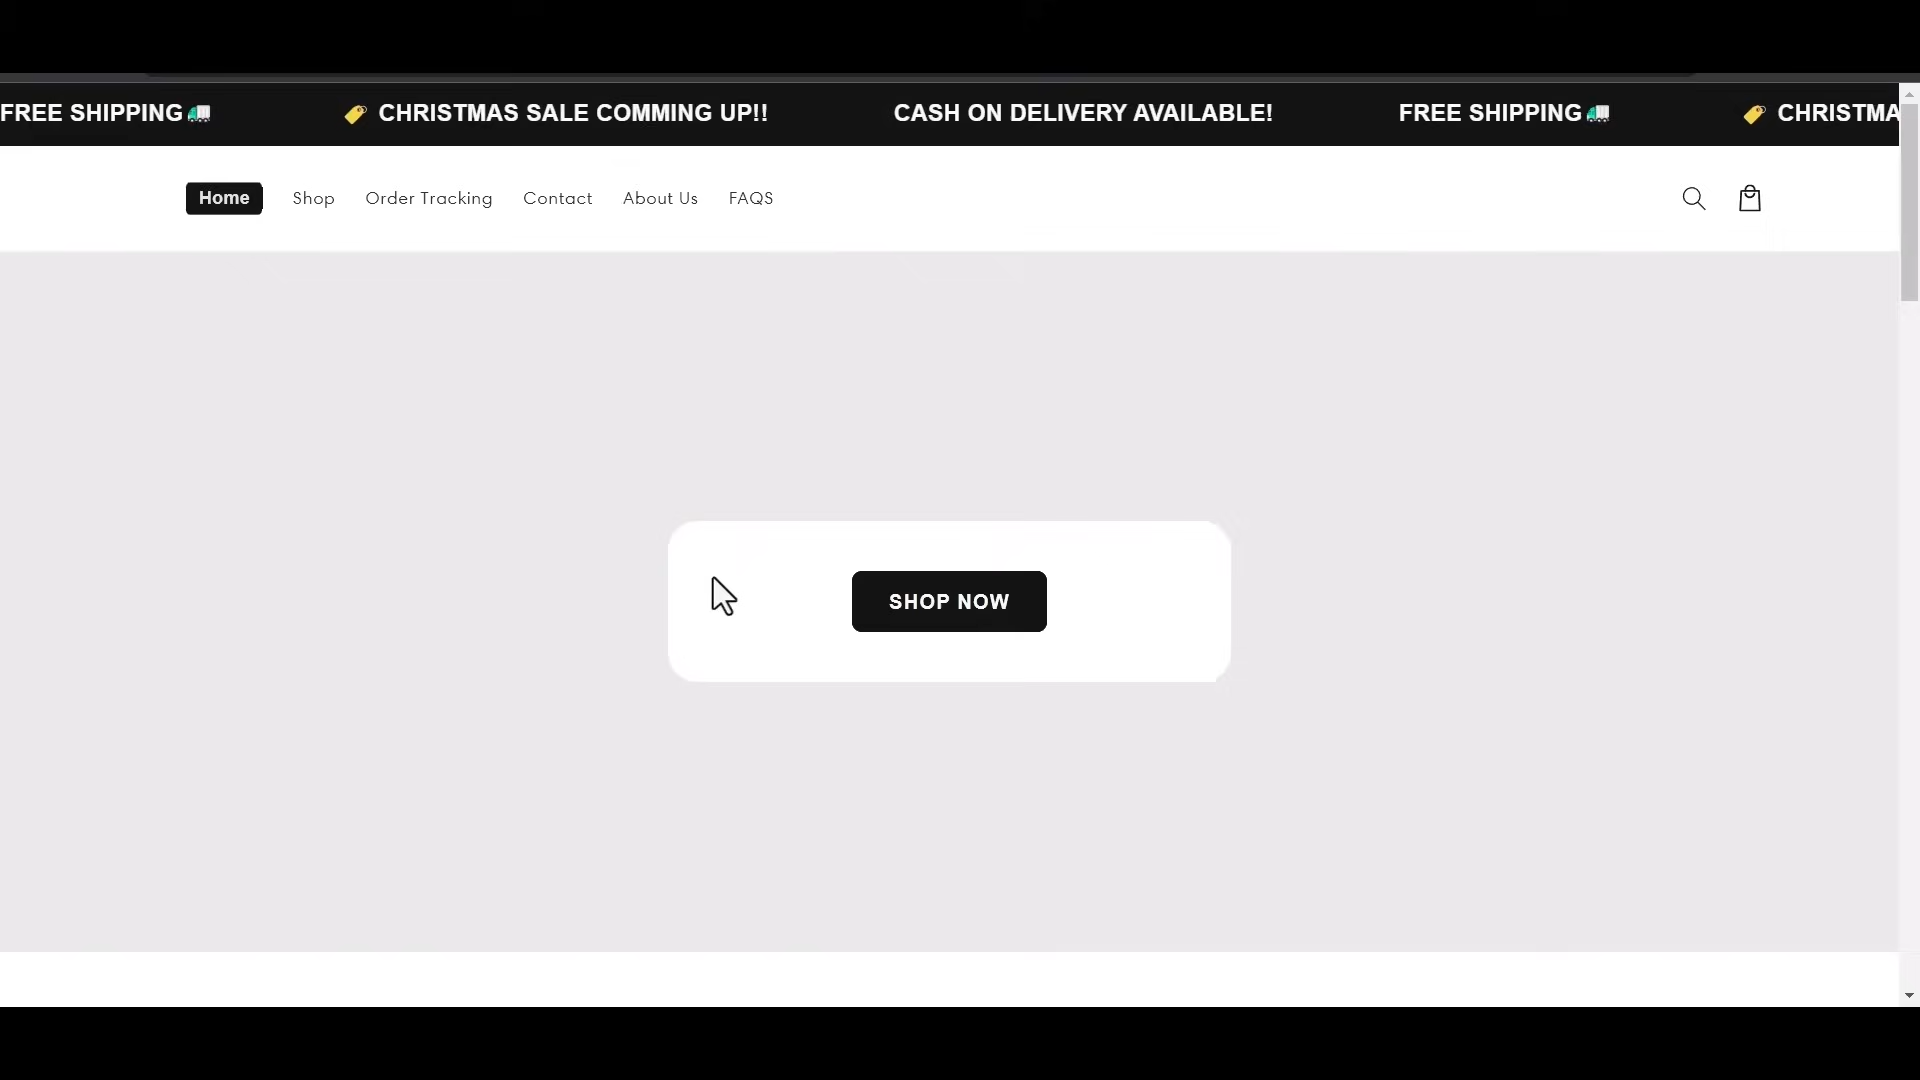 FREE SHIPPING🚛 🏷️ CHRISTMAS SALE COMMING UP!! CASH ON DELIVERY AVAILABLE! FREE SHIPPING🚛 🏷️ CHRISTMA
Home Shop Order Tracking Contact About Us FAQS
SHOP NOW